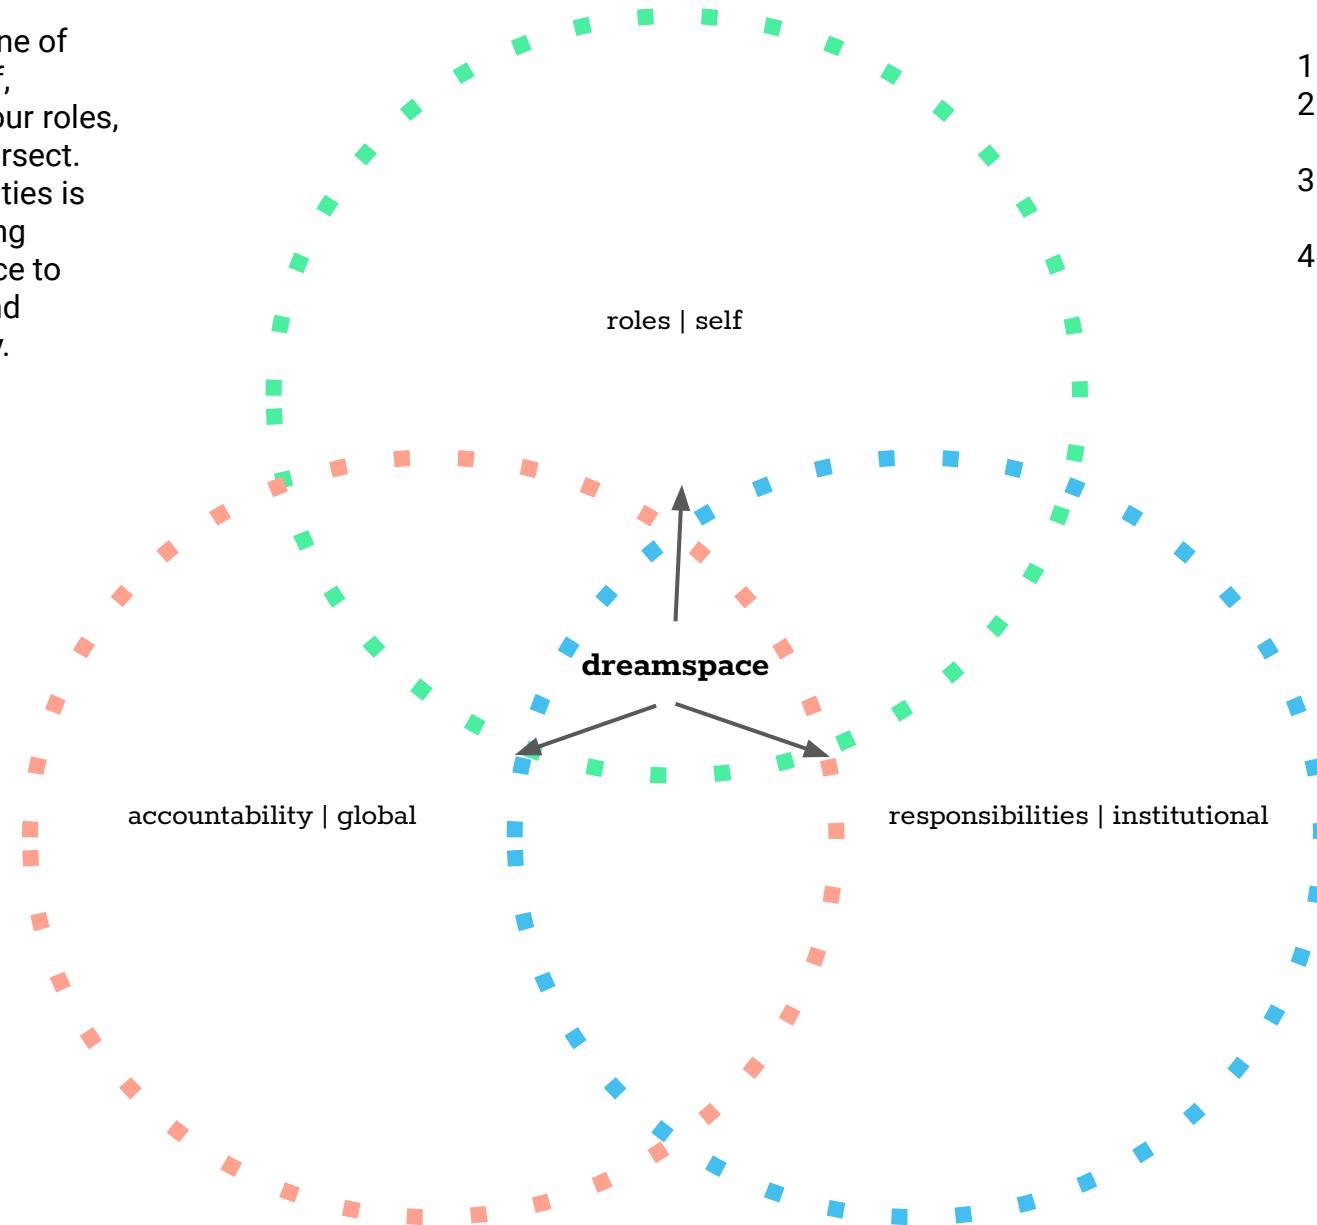 ne of
f,
our roles,
rsect.
ties is
ng
ce to
nd
y.
1
2
3
4
roles | self
dreamspace
accountability | global
responsibilities | institutional